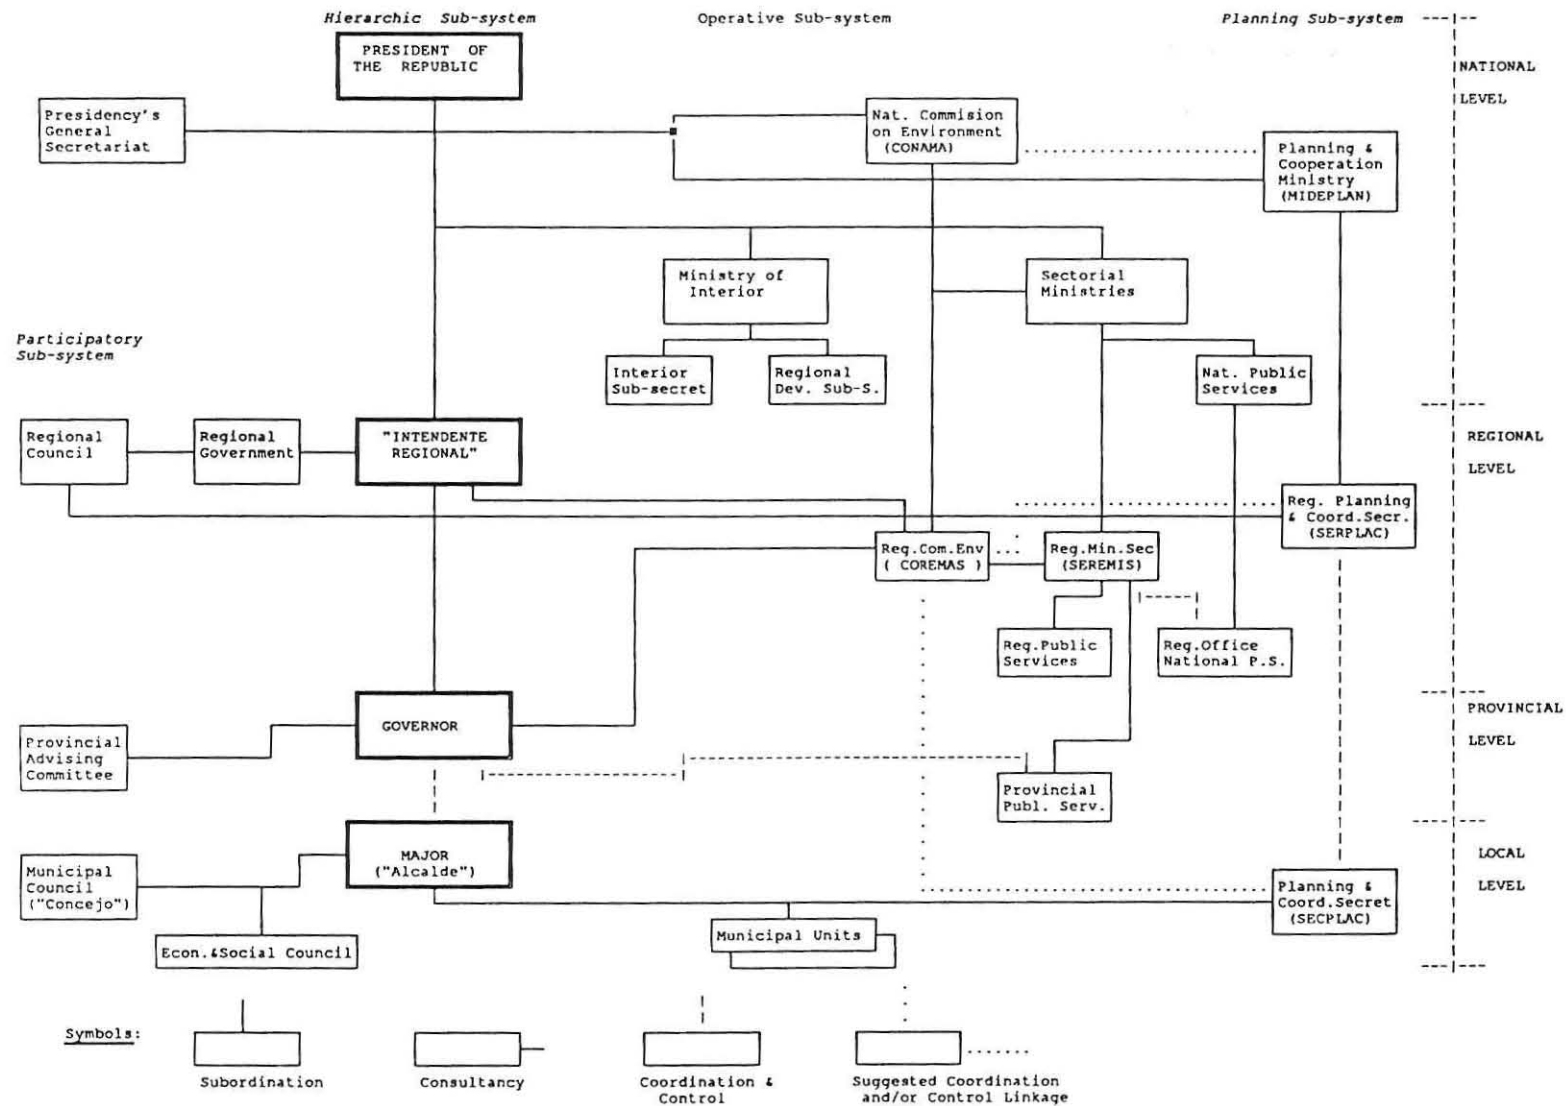 Hierarchic Sub-system
Operative Sub-system
Planning Sub-system
PRESIDENT OF
THE REPUBLIC
NATIONAL
LEVEL
Presidency's
General
Secretariat
Nat. Commision
on Environment
(CONAMA)
Planning &
Cooperation
Ministry
(MIDEPLAN)
Ministry of
Interior
Sectorial
Ministries
Participatory
Sub-system
Interior
Sub-secret
Regional
Dev. Sub-S.
Nat. Public
Services
Regional
Council
Regional
Government
"INTENDENTE
REGIONAL"
REGIONAL
LEVEL
Reg. Planning
& Coord.Secr.
(SERPLAC)
Reg.Com.Env
( COREMAS )
Reg.Min.Sec
(SEREMIS)
Reg.Public
Services
Reg.Office
National P.S.
GOVERNOR
PROVINCIAL
LEVEL
Provincial
Advising
Committee
Provincial
Publ. Serv.
MAJOR
("Alcalde")
LOCAL
LEVEL
Municipal
Council
("Concejo")
Planning &
Coord.Secret
(SECPLAC)
Municipal Units
Econ.&Social Council
Symbols:
Subordination
Consultancy
Coordination &
Control
Suggested Coordination
and/or Control Linkage